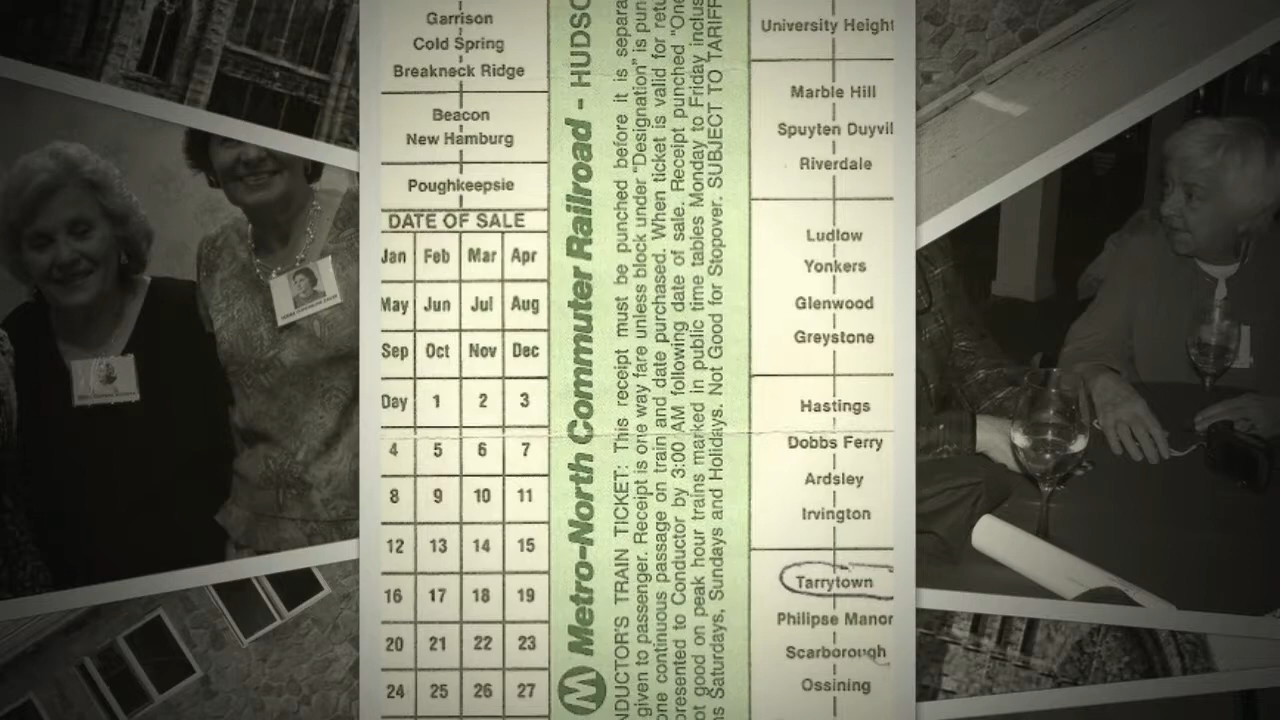 Garrison
Cold Spring
Breakneck Ridge
Beacon
New Hamburg
Poughkeepsie
DATE OF SALE
Jan Feb Mar Apr
May Jun Jul Aug
Sep Oct Nov Dec
Day 1 2 3
4 5 6 7
8 9 10 11
12 13 14 15
16 17 18 19
20 21 22 23
24 25 26 27
M Metro-North Commuter Railroad - HUDSO
NDUCTOR'S TRAIN TICKET: This receipt must be punched before it is separa
given to passenger. Receipt is one way fare unless block under "Designation" is pun
one continuous passage on train and date purchased. When ticket is valid for retu
presented to Conductor by 3:00 AM following date of sale. Receipt punched "One
ot good on peak hour trains marked in public time tables Monday to Friday inclus
ns Saturdays, Sundays and Holidays. Not Good for Stopover. SUBJECT TO TARIFF
University Height
Marble Hill
Spuyten Duyvil
Riverdale
Ludlow
Yonkers
Glenwood
Greystone
Hastings
Dobbs Ferry
Ardsley
Irvington
Tarrytown
Philipse Manor
Scarborough
Ossining